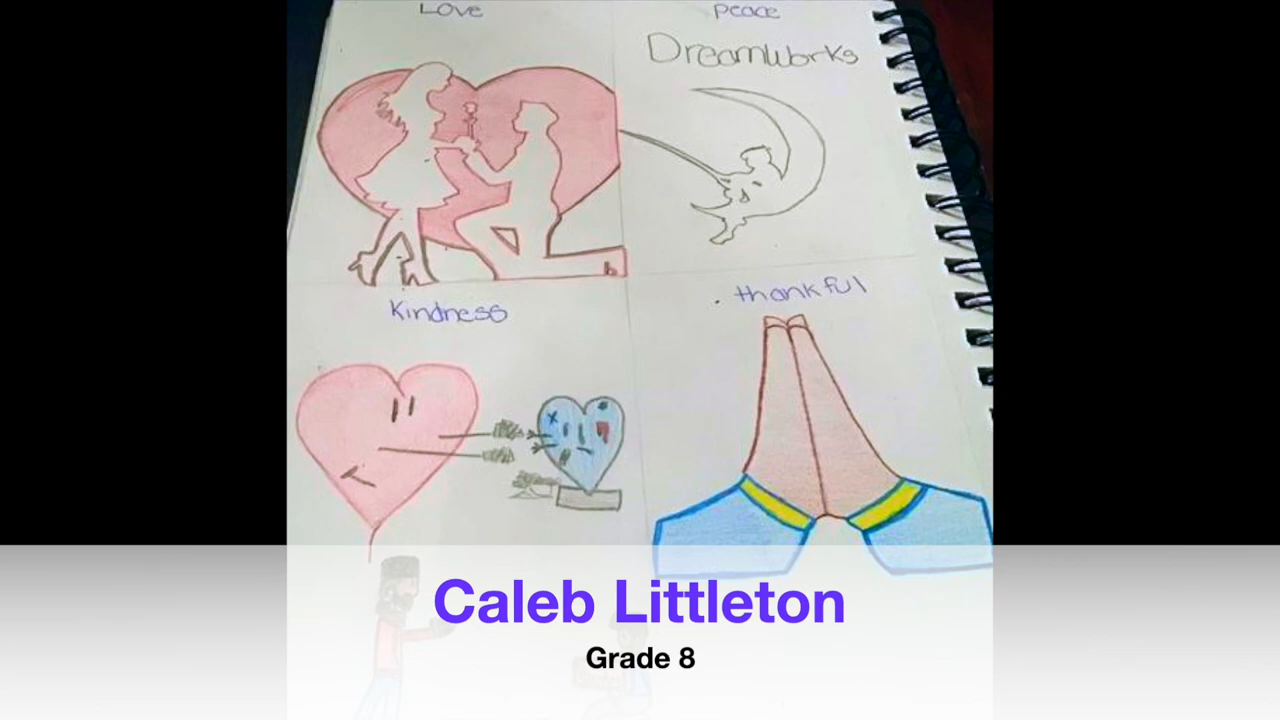 Love
Peace
DreamWorks
Kindness
thankful
Caleb Littleton
Grade 8